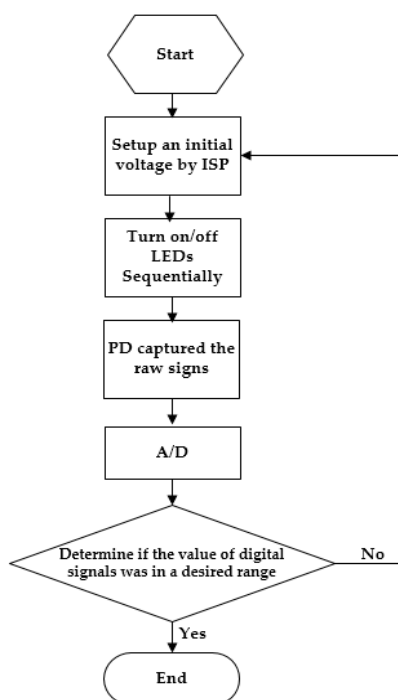 Start
Setup an initial
voltage by ISP
Turn on/off
LEDs
Sequentially
PD captured the
raw signs
A/D
Determine if the value of digital
signals was in a desired range
No
Yes
End